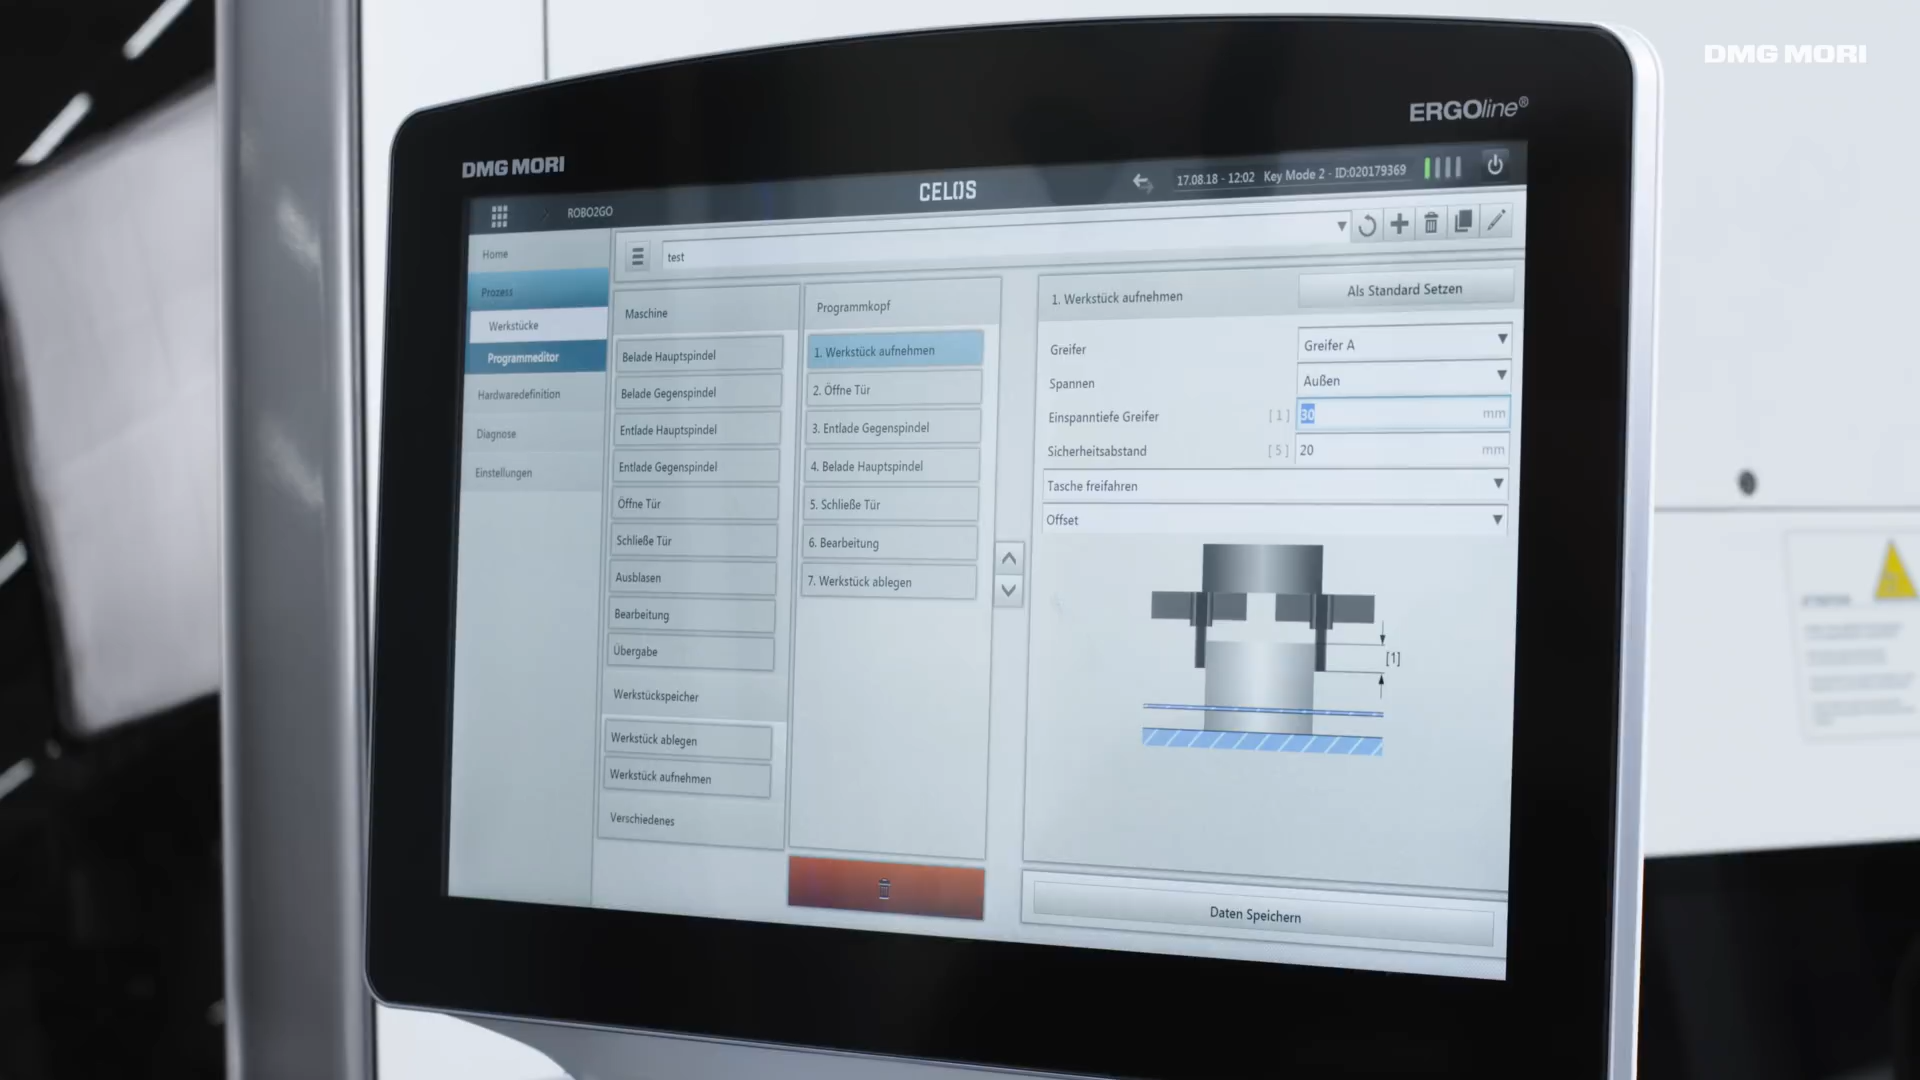 DMG MORI
ERGOline®
DMG MORI
CELOS
17.08.18 - 12:02 Key Mode 2 - ID:020179369
ROBO2GO
Home
Prozess
Werkstücke
Programmeditor
Hardwaredefinition
Diagnose
Einstellungen
test
Maschine
Belade Hauptspindel
Belade Gegenspindel
Entlade Hauptspindel
Entlade Gegenspindel
Öffne Tür
Schließe Tür
Ausblasen
Bearbeitung
Übergabe
Werkstückspeicher
Werkstück ablegen
Werkstück aufnehmen
Verschiedenes
Programmkopf
1. Werkstück aufnehmen
2. Öffne Tür
3. Entlade Gegenspindel
4. Belade Hauptspindel
5. Schließe Tür
6. Bearbeitung
7. Werkstück ablegen
1. Werkstück aufnehmen
Als Standard Setzen
Greifer Greifer A
Spannen Außen
Einspanntiefe Greifer [ 1 ] 30 mm
Sicherheitsabstand [ 5 ] 20 mm
Tasche freifahren
Offset
[1]
Daten Speichern